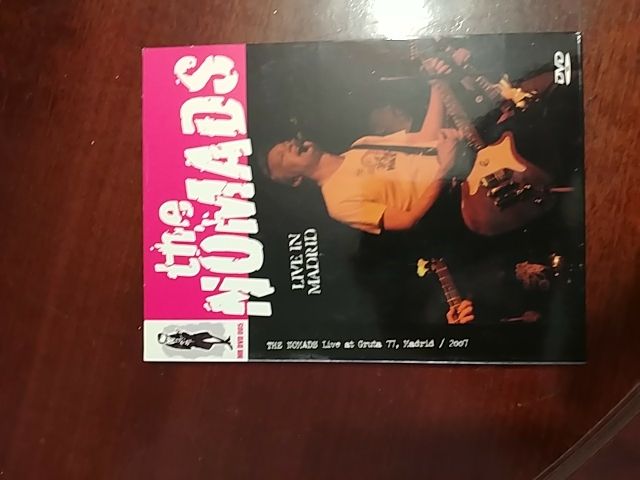 the
NOMADS
LIVE IN
MADRID
THE NOMADS Live at Gruta 77, Madrid / 2007
DVD